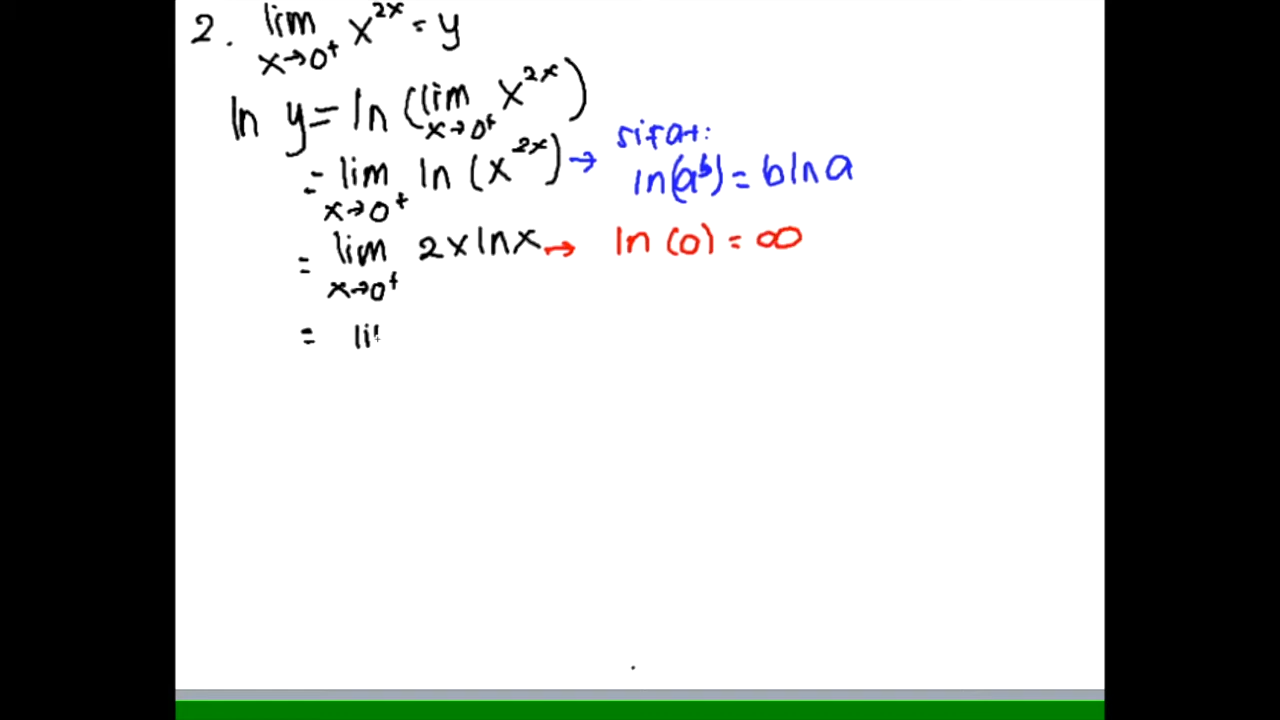 2. lim x→0⁺ x^{2x} = y
ln y = ln (lim x→0⁺ x^{2x})
= lim x→0⁺ ln (x^{2x}) → sifat:
ln(a^b) = b ln a
= lim x→0⁺ 2x ln x → ln (0) = ∞
= li